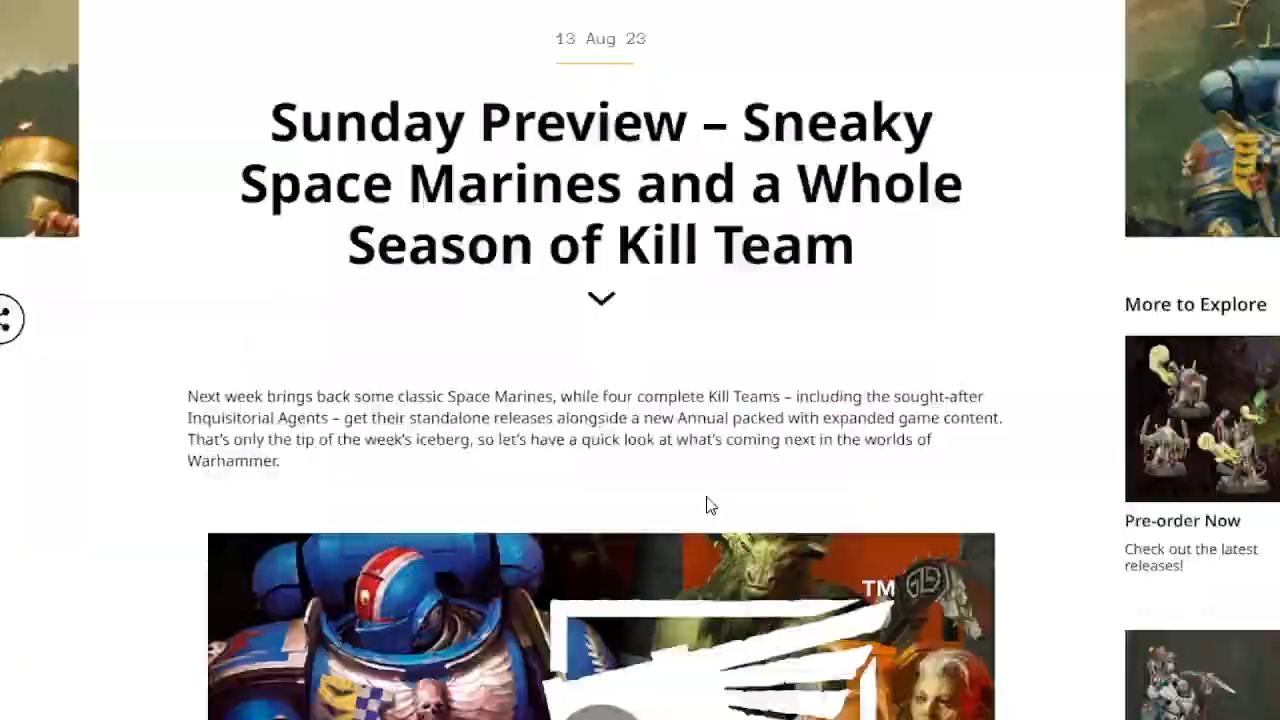 13 Aug 23
Sunday Preview – Sneaky
Space Marines and a Whole
Season of Kill Team
More to Explore
Next week brings back some classic Space Marines, while four complete Kill Teams – including the sought-after
Inquisitorial Agents – get their standalone releases alongside a new Annual packed with expanded game content.
That’s only the tip of the week’s iceberg, so let’s have a quick look at what’s coming next in the worlds of
Warhammer.
Pre-order Now
Check out the latest
releases!
TM